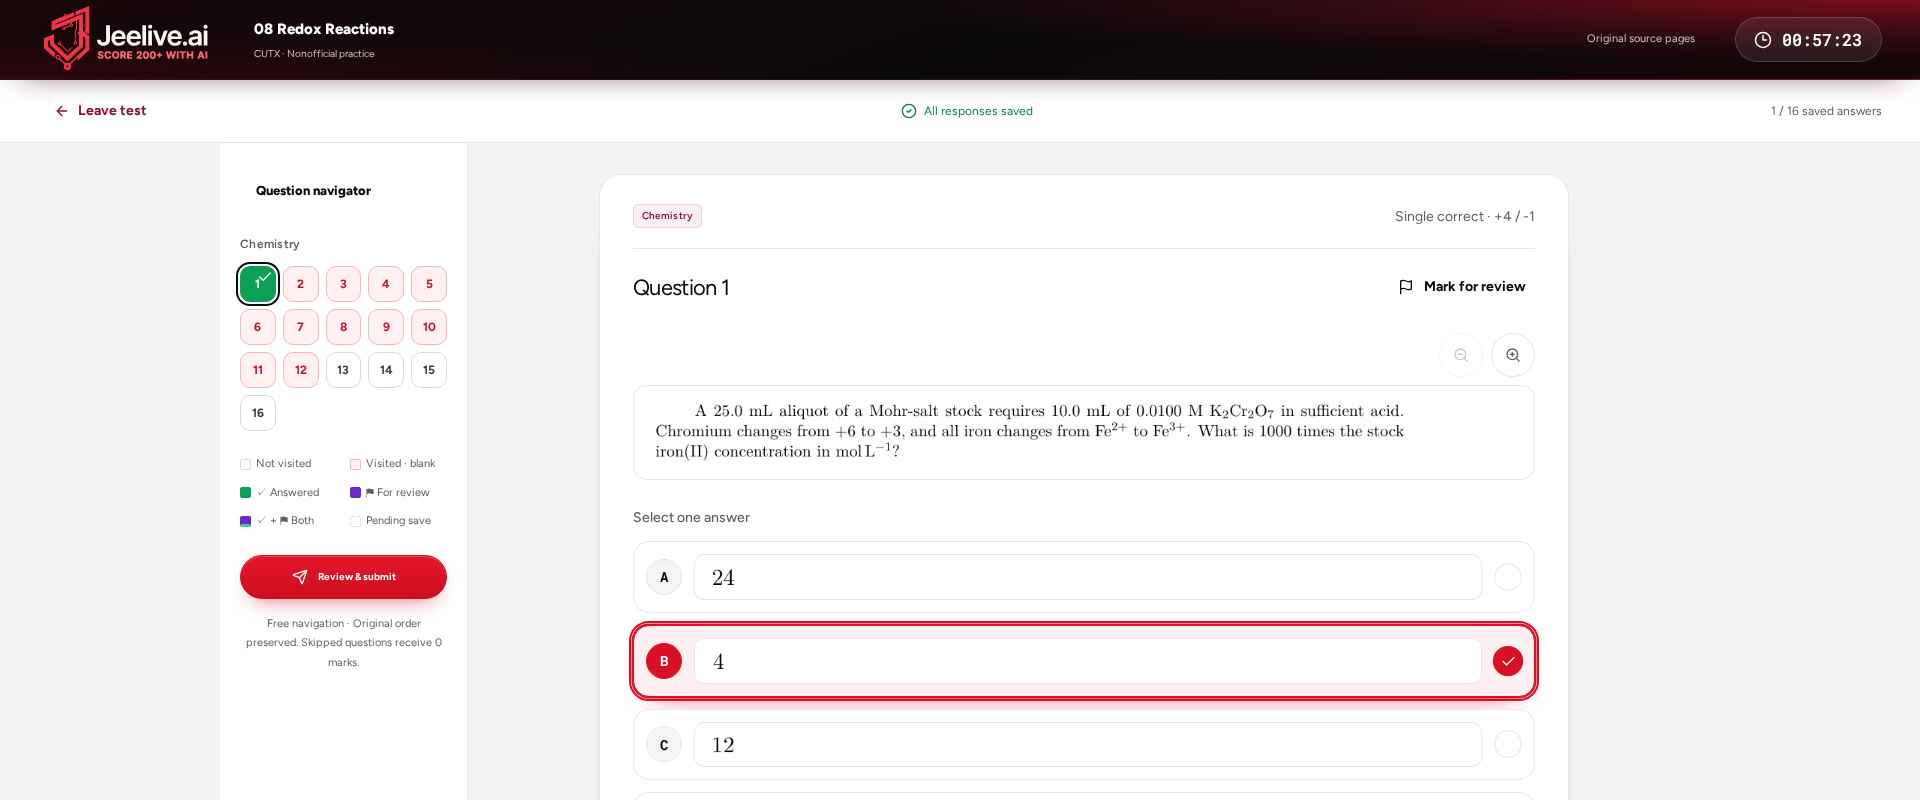 Jeelive.ai
SCORE 200+ WITH AI
08 Redox Reactions
CUTX · Nonofficial practice
Original source pages
00:57:23
Leave test
All responses saved
1 / 16 saved answers
Question navigator
Chemistry
1 2 3 4 5
6 7 8 9 10
11 12 13 14 15
16
Not visited
Visited · blank
✓ Answered
⚑ For review
✓ + ⚑ Both
Pending save
Review & submit
Free navigation · Original order
preserved. Skipped questions receive 0
marks.
Chemistry
Single correct · +4 / -1
Question 1
Mark for review
A 25.0 mL aliquot of a Mohr-salt stock requires 10.0 mL of 0.0100 M K₂Cr₂O₇ in sufficient acid.
Chromium changes from +6 to +3, and all iron changes from Fe²⁺ to Fe³⁺. What is 1000 times the stock
iron(II) concentration in mol L⁻¹?
Select one answer
A 24
B 4
C 12